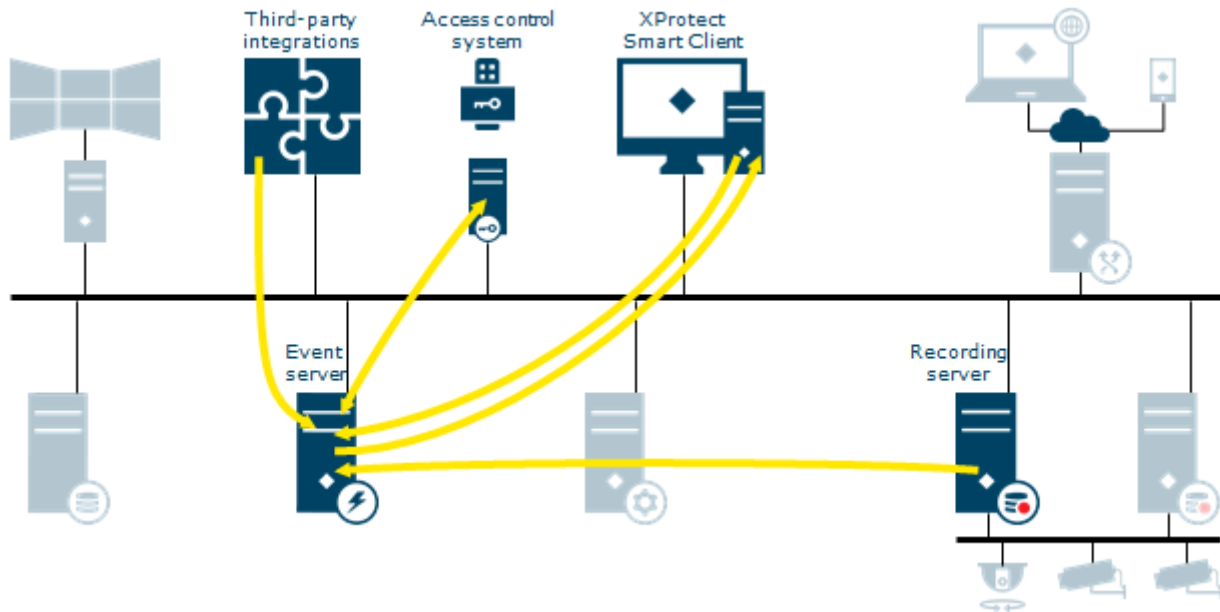 Third-party
integrations
Access control
system
XProtect
Smart Client
Event
server
Recording
server